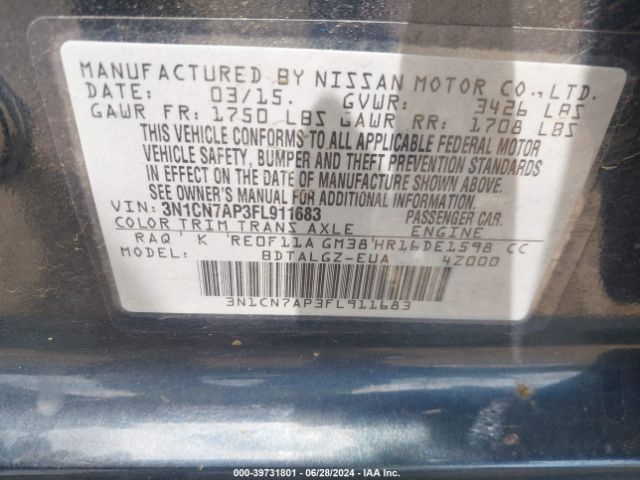 MANUFACTURED BY NISSAN MOTOR CO., LTD.
DATE: 03/15. GVWR: 3426 LBS
GAWR FR: 1750 LBS GAWR RR: 1708 LBS
THIS VEHICLE CONFORMS TO ALL APPLICABLE FEDERAL MOTOR
VEHICLE SAFETY, BUMPER AND THEFT PREVENTION STANDARDS
IN EFFECT ON THE DATE OF MANUFACTURE SHOWN ABOVE.
SEE OWNER'S MANUAL FOR ADDITIONAL INFORMATION.
VIN: 3N1CN7AP3FL911683 PASSENGER CAR.
COLOR TRIM TRANS AXLE ENGINE
RAQ K RE0F11A GM38 HR16DE1598 CC
MODEL: BDTALGZ-EUA 42000
3N1CN7AP3FL911683
000-39731801 - 06/28/2024 - IAA Inc.